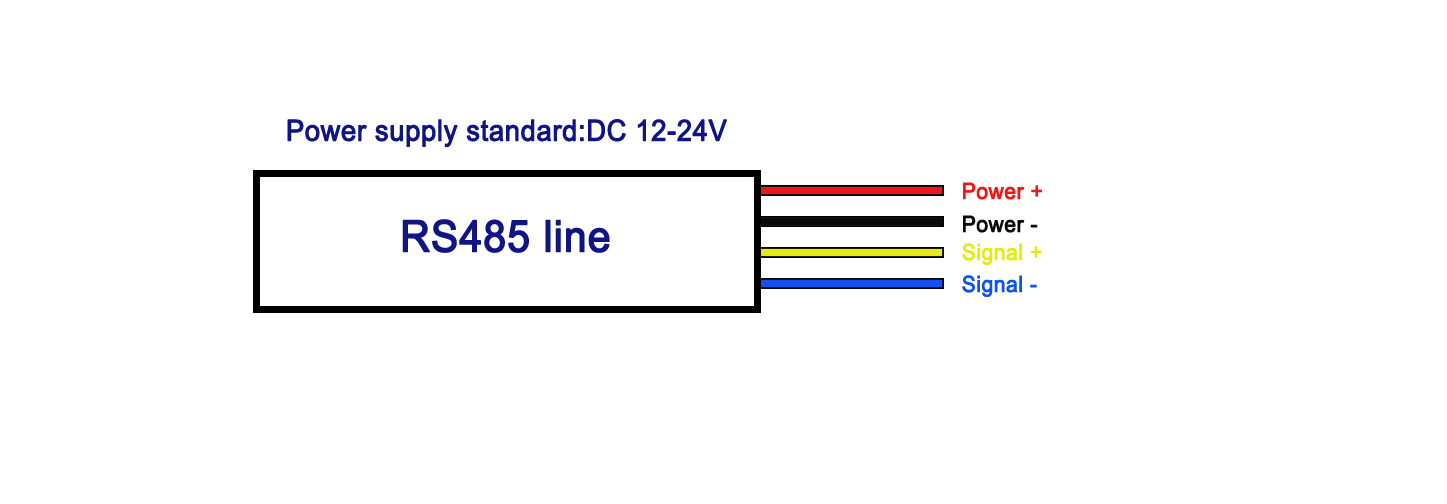 Power supply standard:DC 12-24V
RS485 line
Power +
Power -
Signal +
Signal -